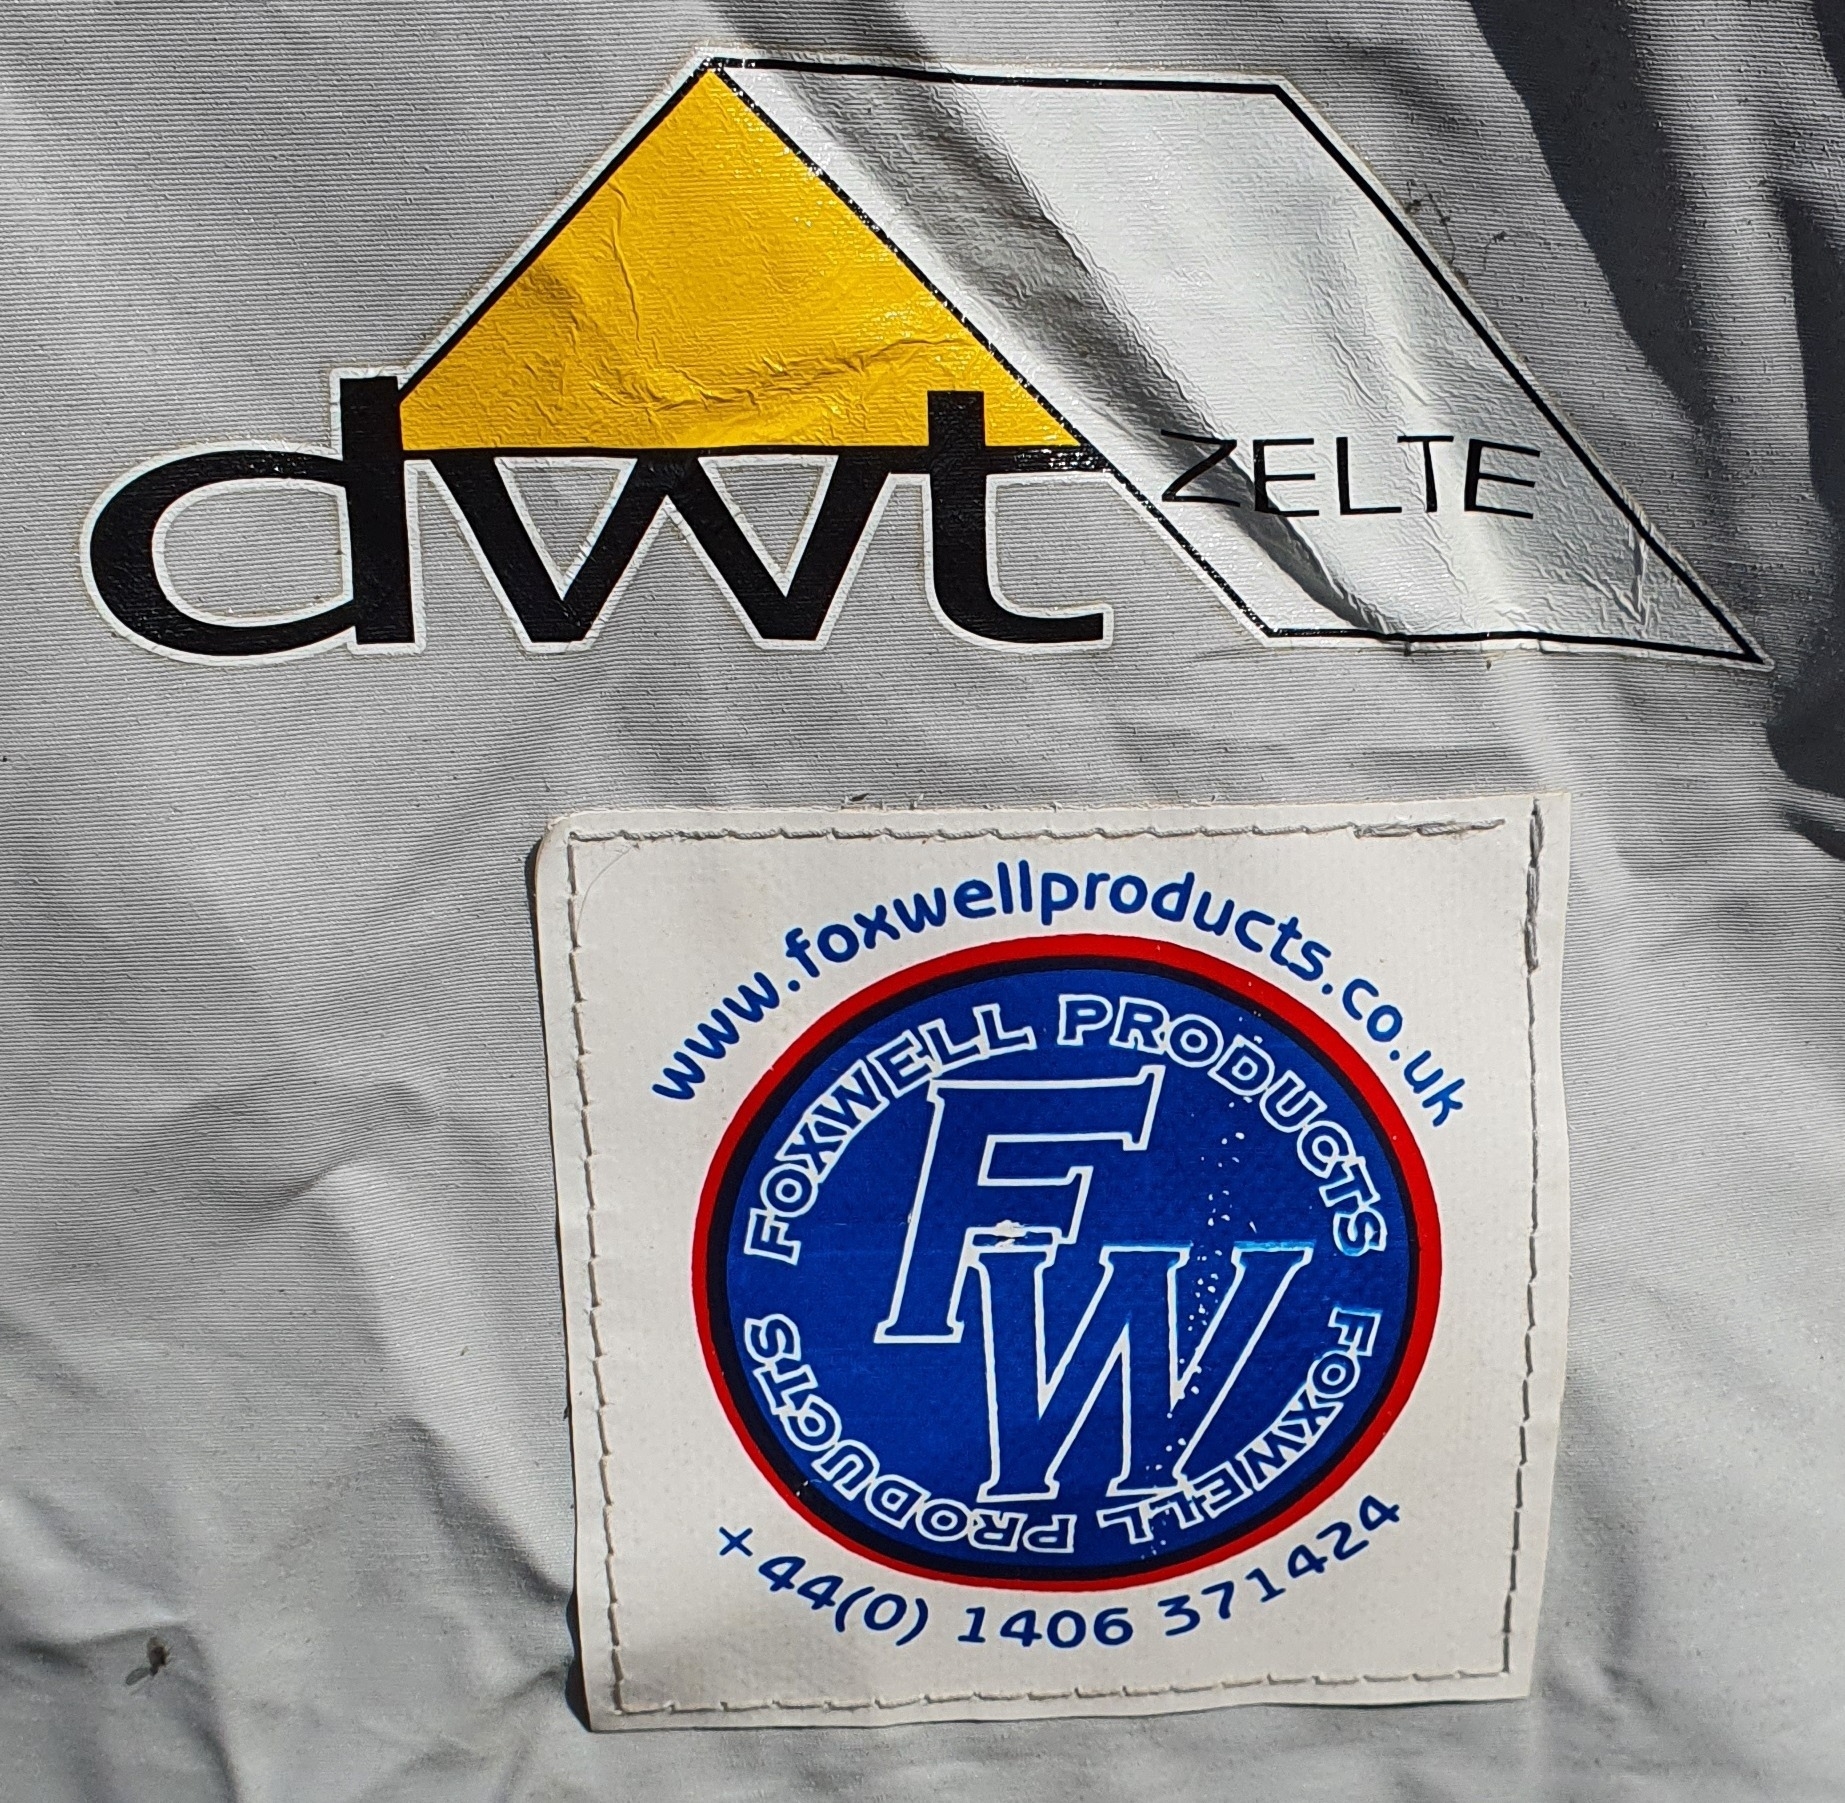 dwt
ZELTE
www.foxwellproducts.co.uk
FOXWELL PRODUCTS
FW
FOXWELL PRODUCTS
+44(0) 1406 371424